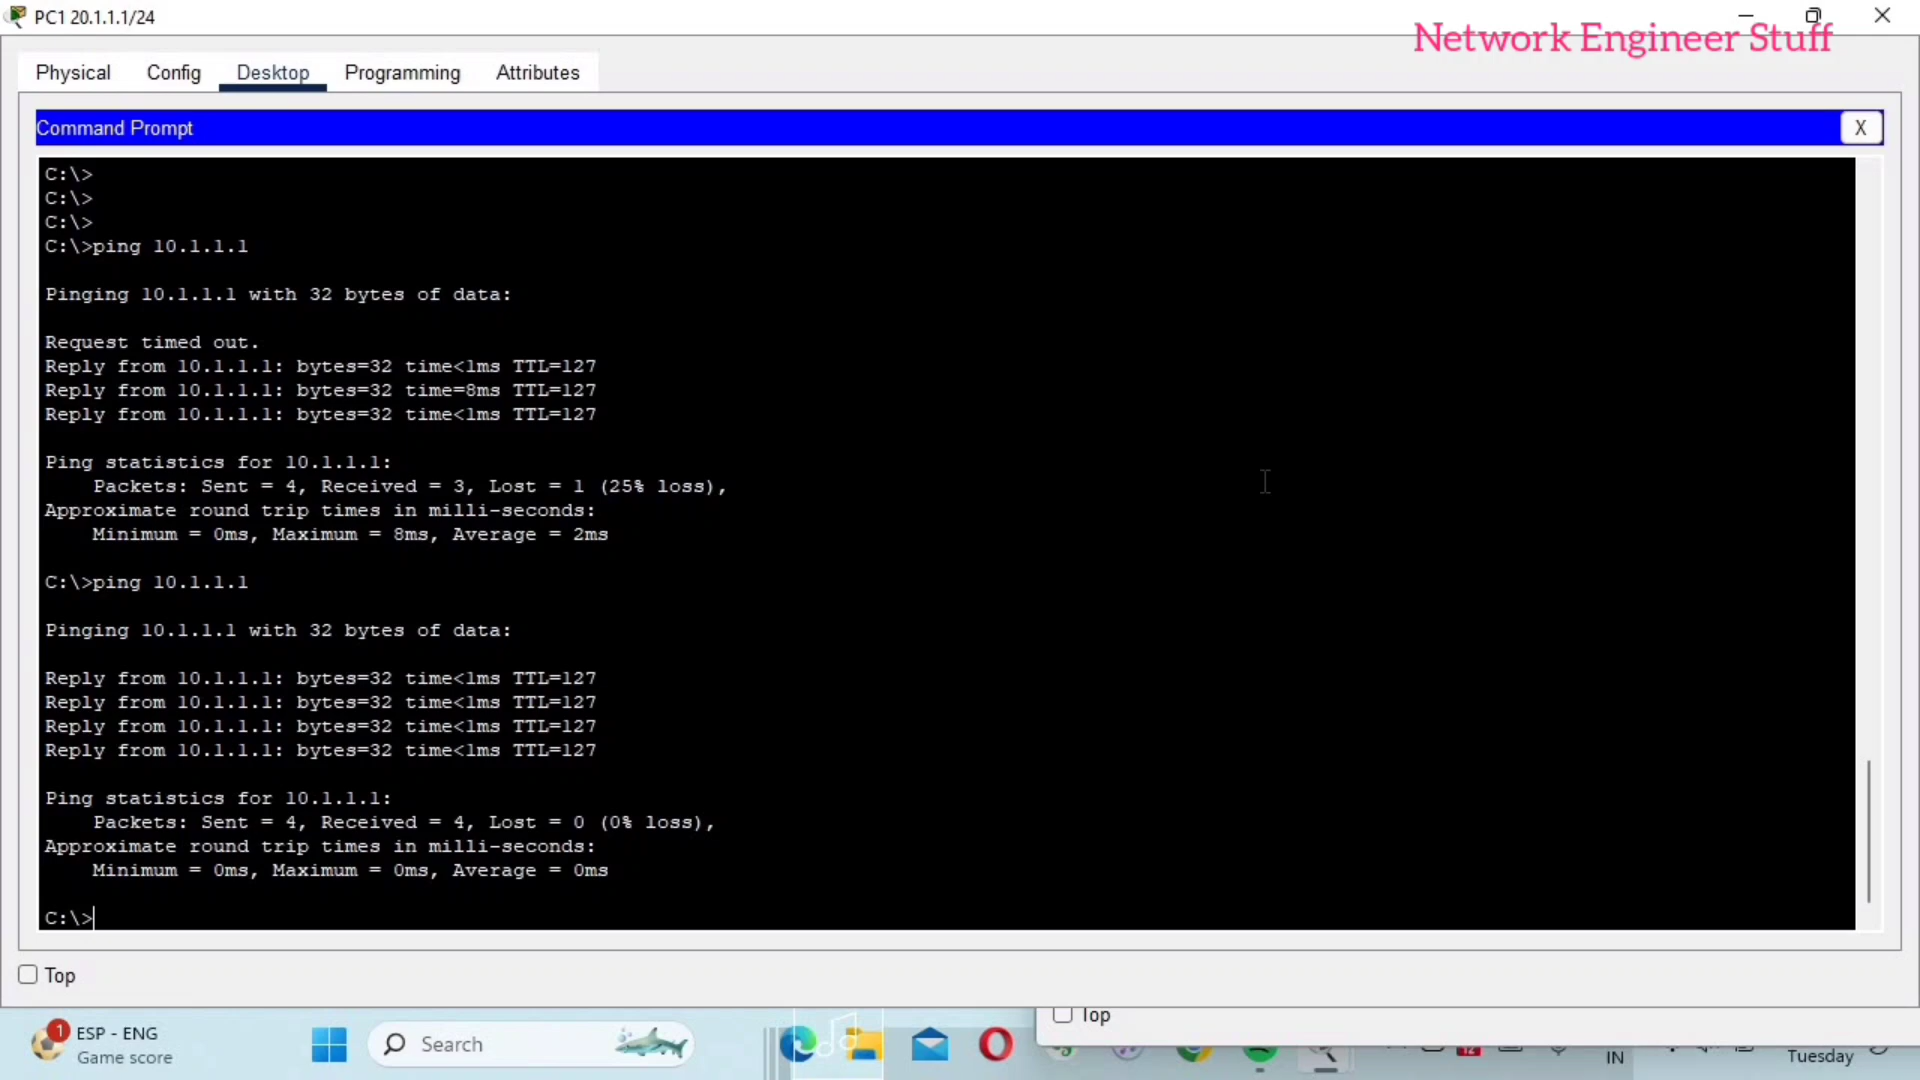 PC1 20.1.1.1/24
Network Engineer Stuff
Physical Config Desktop Programming Attributes
Command Prompt X
C:\>
C:\>
C:\>
C:\>ping 10.1.1.1
Pinging 10.1.1.1 with 32 bytes of data:
Request timed out.
Reply from 10.1.1.1: bytes=32 time<1ms TTL=127
Reply from 10.1.1.1: bytes=32 time=8ms TTL=127
Reply from 10.1.1.1: bytes=32 time<1ms TTL=127
Ping statistics for 10.1.1.1:
Packets: Sent = 4, Received = 3, Lost = 1 (25% loss),
Approximate round trip times in milli-seconds:
Minimum = 0ms, Maximum = 8ms, Average = 2ms
C:\>ping 10.1.1.1
Pinging 10.1.1.1 with 32 bytes of data:
Reply from 10.1.1.1: bytes=32 time<1ms TTL=127
Reply from 10.1.1.1: bytes=32 time<1ms TTL=127
Reply from 10.1.1.1: bytes=32 time<1ms TTL=127
Reply from 10.1.1.1: bytes=32 time<1ms TTL=127
Ping statistics for 10.1.1.1:
Packets: Sent = 4, Received = 4, Lost = 0 (0% loss),
Approximate round trip times in milli-seconds:
Minimum = 0ms, Maximum = 0ms, Average = 0ms
C:\>
Top
Top
1 ESP - ENG
Game score
Search
12
IN
Tuesday